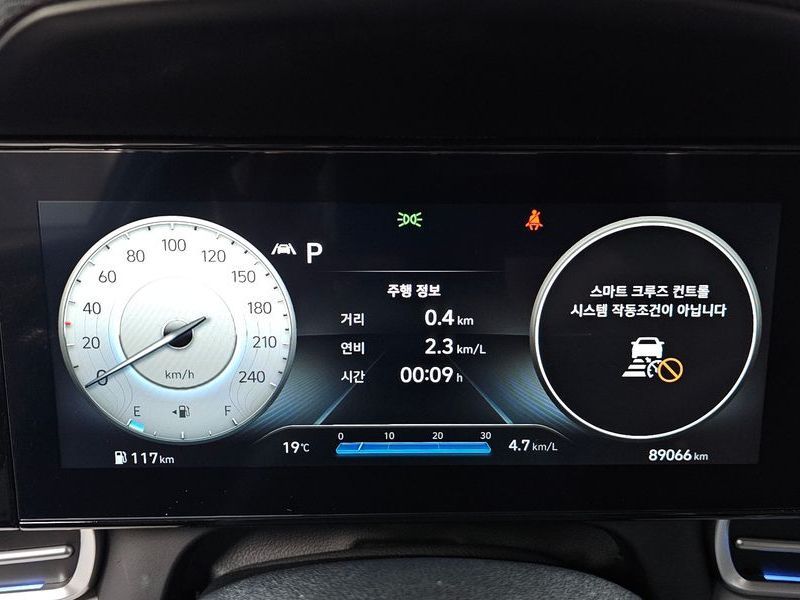 0 20 40 60 80 100 120 150 180 210 240
km/h
E F
117 km
P
주행 정보
거리 0.4 km
연비 2.3 km/L
시간 00:09 h
19℃
0 10 20 30
4.7 km/L
스마트 크루즈 컨트롤
시스템 작동조건이 아닙니다
89066 km